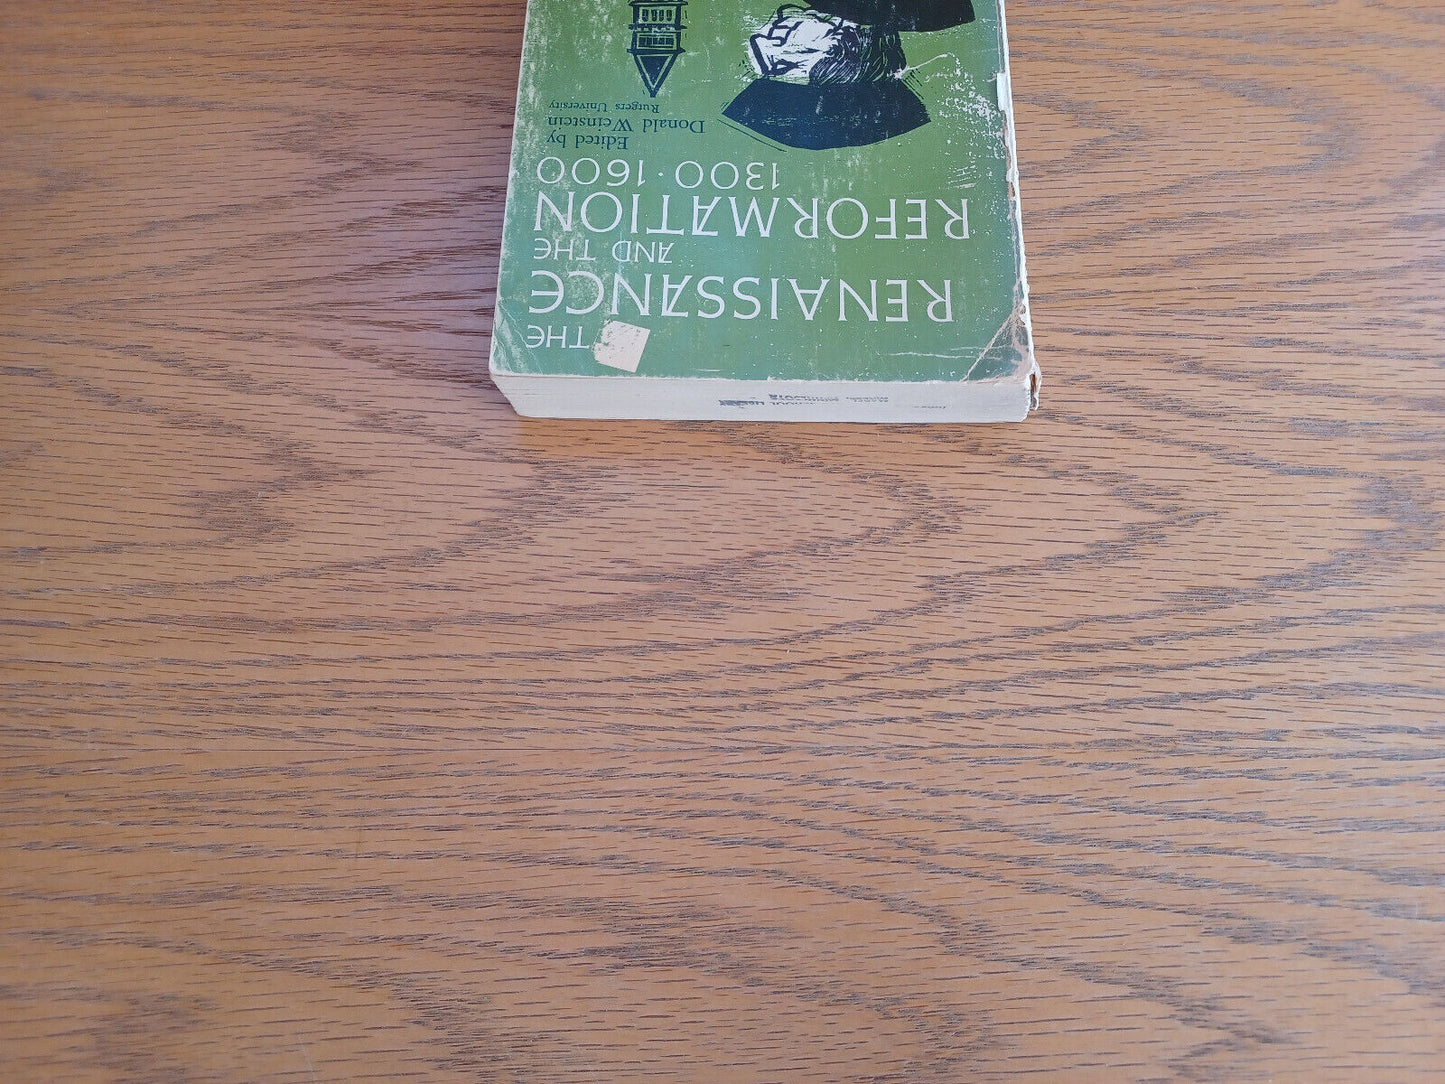 THE
RENAISSANCE
AND THE
REFORMATION
1300·1600
Edited by
Donald Weinstein
Rutgers University